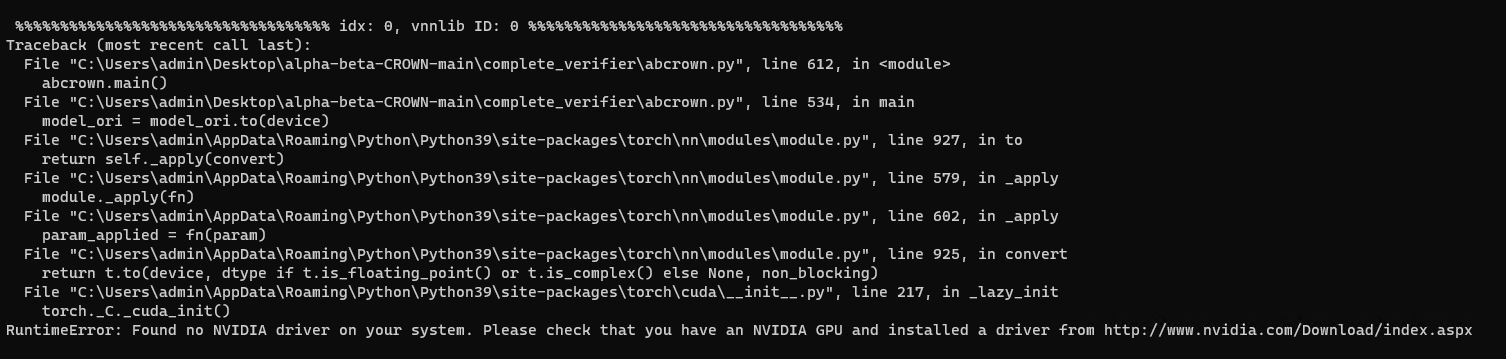 %%%%%%%%%%%%%%%%%%%%%%%%%%%%%%%%%%% idx: 0, vnnlib ID: 0 %%%%%%%%%%%%%%%%%%%%%%%%%%%%%%%%%%%
Traceback (most recent call last):
  File "C:\Users\admin\Desktop\alpha-beta-CROWN-main\complete_verifier\abcrown.py", line 612, in <module>
    abcrown.main()
  File "C:\Users\admin\Desktop\alpha-beta-CROWN-main\complete_verifier\abcrown.py", line 534, in main
    model_ori = model_ori.to(device)
  File "C:\Users\admin\AppData\Roaming\Python\Python39\site-packages\torch\nn\modules\module.py", line 927, in to
    return self._apply(convert)
  File "C:\Users\admin\AppData\Roaming\Python\Python39\site-packages\torch\nn\modules\module.py", line 579, in _apply
    module._apply(fn)
  File "C:\Users\admin\AppData\Roaming\Python\Python39\site-packages\torch\nn\modules\module.py", line 602, in _apply
    param_applied = fn(param)
  File "C:\Users\admin\AppData\Roaming\Python\Python39\site-packages\torch\nn\modules\module.py", line 925, in convert
    return t.to(device, dtype if t.is_floating_point() or t.is_complex() else None, non_blocking)
  File "C:\Users\admin\AppData\Roaming\Python\Python39\site-packages\torch\cuda\__init__.py", line 217, in _lazy_init
    torch._C._cuda_init()
RuntimeError: Found no NVIDIA driver on your system. Please check that you have an NVIDIA GPU and installed a driver from http://www.nvidia.com/Download/index.aspx